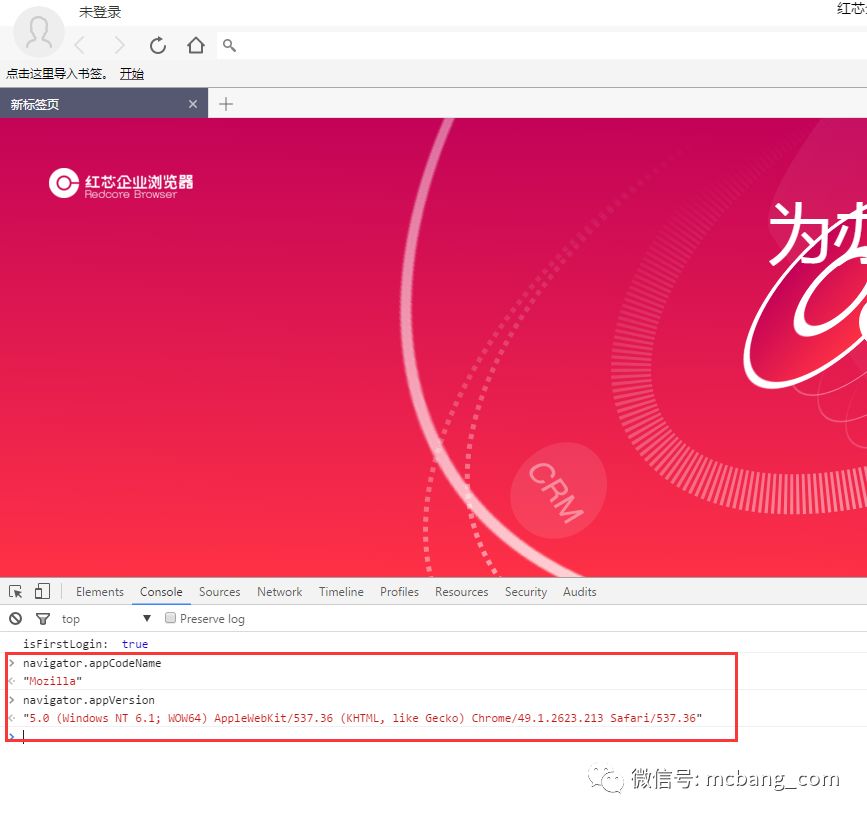 未登录
红芯
点击这里导入书签。 开始
新标签页
红芯企业浏览器
Redcore Browser
为
CRM
Elements Console Sources Network Timeline Profiles Resources Security Audits
top Preserve log
isFirstLogin: true
navigator.appCodeName
"Mozilla"
navigator.appVersion
"5.0 (Windows NT 6.1; WOW64) AppleWebKit/537.36 (KHTML, like Gecko) Chrome/49.1.2623.213 Safari/537.36"
微信号: mcbang_com